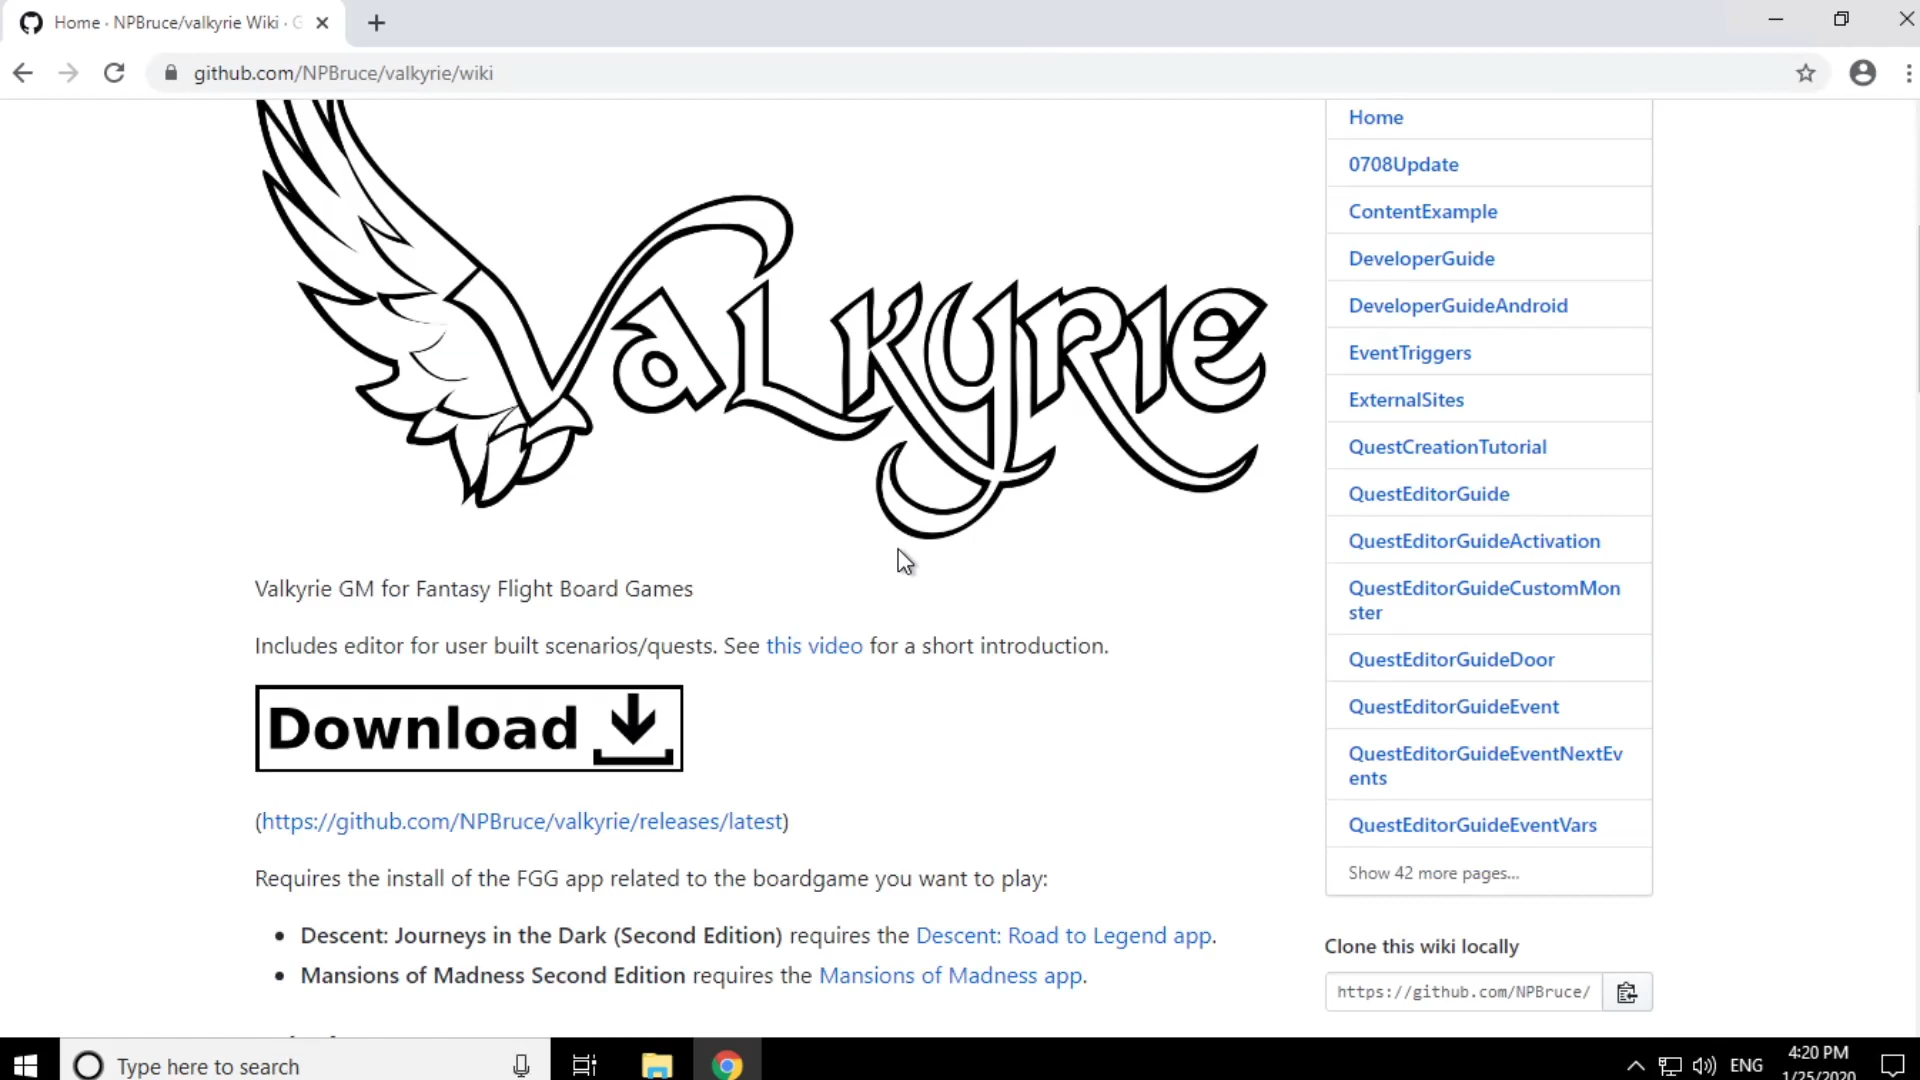 Home · NPBruce/valkyrie Wiki · G
github.com/NPBruce/valkyrie/wiki
Valkyrie
Valkyrie GM for Fantasy Flight Board Games
Includes editor for user built scenarios/quests. See this video for a short introduction.
Download
(https://github.com/NPBruce/valkyrie/releases/latest)
Requires the install of the FGG app related to the boardgame you want to play:
• Descent: Journeys in the Dark (Second Edition) requires the Descent: Road to Legend app.
• Mansions of Madness Second Edition requires the Mansions of Madness app.
Home
0708Update
ContentExample
DeveloperGuide
DeveloperGuideAndroid
EventTriggers
ExternalSites
QuestCreationTutorial
QuestEditorGuide
QuestEditorGuideActivation
QuestEditorGuideCustomMon
ster
QuestEditorGuideDoor
QuestEditorGuideEvent
QuestEditorGuideEventNextEv
ents
QuestEditorGuideEventVars
Show 42 more pages...
Clone this wiki locally
https://github.com/NPBruce/
Type here to search
ENG
4:20 PM
1/25/2020